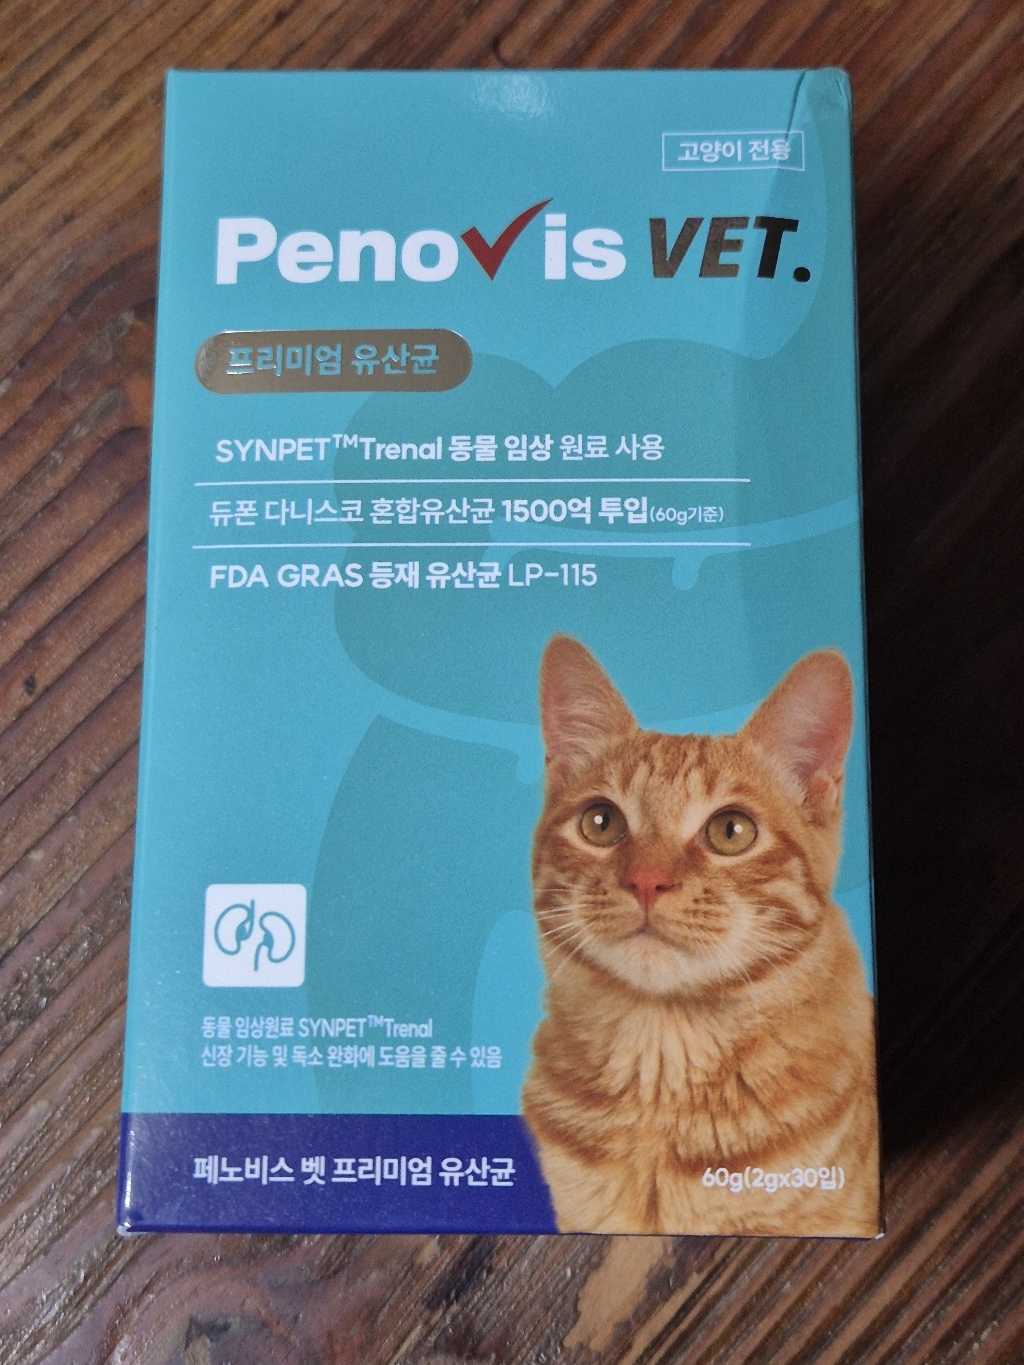 고양이 전용
Penovis VET.
프리미엄 유산균
SYNPET™Trenal 동물 임상 원료 사용
듀폰 다니스코 혼합유산균 1500억 투입(60g기준)
FDA GRAS 등재 유산균 LP-115
동물 임상원료 SYNPET™Trenal
신장 기능 및 독소 완화에 도움을 줄 수 있음
페노비스 벳 프리미엄 유산균
60g(2gx30입)